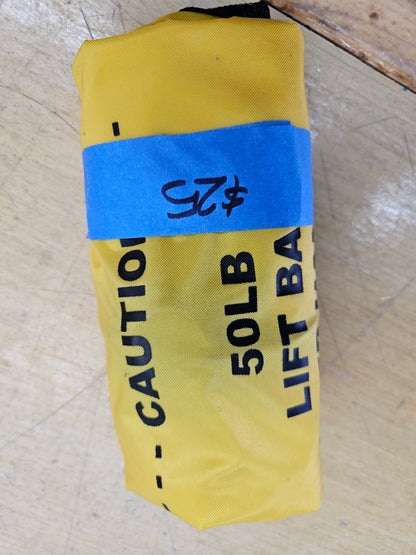 $25
- - CAUTION -
50LB
LIFT BA